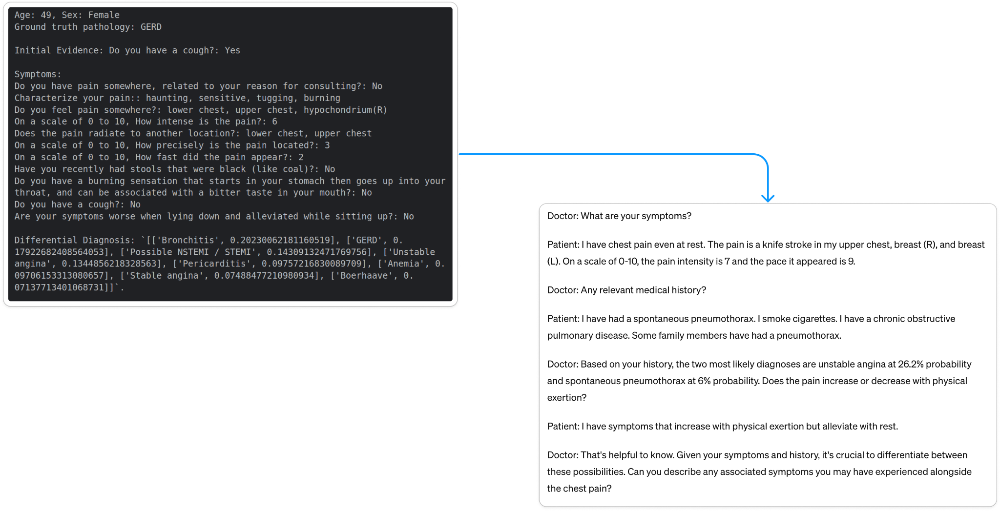 Age: 49, Sex: Female
Ground truth pathology: GERD
Initial Evidence: Do you have a cough?: Yes
Symptoms:
Do you have pain somewhere, related to your reason for consulting?: No
Characterize your pain:: haunting, sensitive, tugging, burning
Do you feel pain somewhere?: lower chest, upper chest, hypochondrium(R)
On a scale of 0 to 10, How intense is the pain?: 6
Does the pain radiate to another location?: lower chest, upper chest
On a scale of 0 to 10, How precisely is the pain located?: 3
On a scale of 0 to 10, How fast did the pain appear?: 2
Have you recently had stools that were black (like coal)?: No
Do you have a burning sensation that starts in your stomach then goes up into your
throat, and can be associated with a bitter taste in your mouth?: No
Do you have a cough?: No
Are your symptoms worse when lying down and alleviated while sitting up?: No
Differential Diagnosis: `[['Bronchitis', 0.20230062181160519], ['GERD', 0.
17922682408564053], ['Possible NSTEMI / STEMI', 0.14309132471769756], ['Unstable
angina', 0.1344856218328563], ['Pericarditis', 0.09757216830089709], ['Anemia', 0.
09706153313080657], ['Stable angina', 0.07488477210980934], ['Boerhaave', 0.
07137713401068731]]`.
Doctor: What are your symptoms?
Patient: I have chest pain even at rest. The pain is a knife stroke in my upper chest, breast (R), and breast
(L). On a scale of 0-10, the pain intensity is 7 and the pace it appeared is 9.
Doctor: Any relevant medical history?
Patient: I have had a spontaneous pneumothorax. I smoke cigarettes. I have a chronic obstructive
pulmonary disease. Some family members have had a pneumothorax.
Doctor: Based on your history, the two most likely diagnoses are unstable angina at 26.2% probability
and spontaneous pneumothorax at 6% probability. Does the pain increase or decrease with physical
exertion?
Patient: I have symptoms that increase with physical exertion but alleviate with rest.
Doctor: That's helpful to know. Given your symptoms and history, it's crucial to differentiate between
these possibilities. Can you describe any associated symptoms you may have experienced alongside
the chest pain?